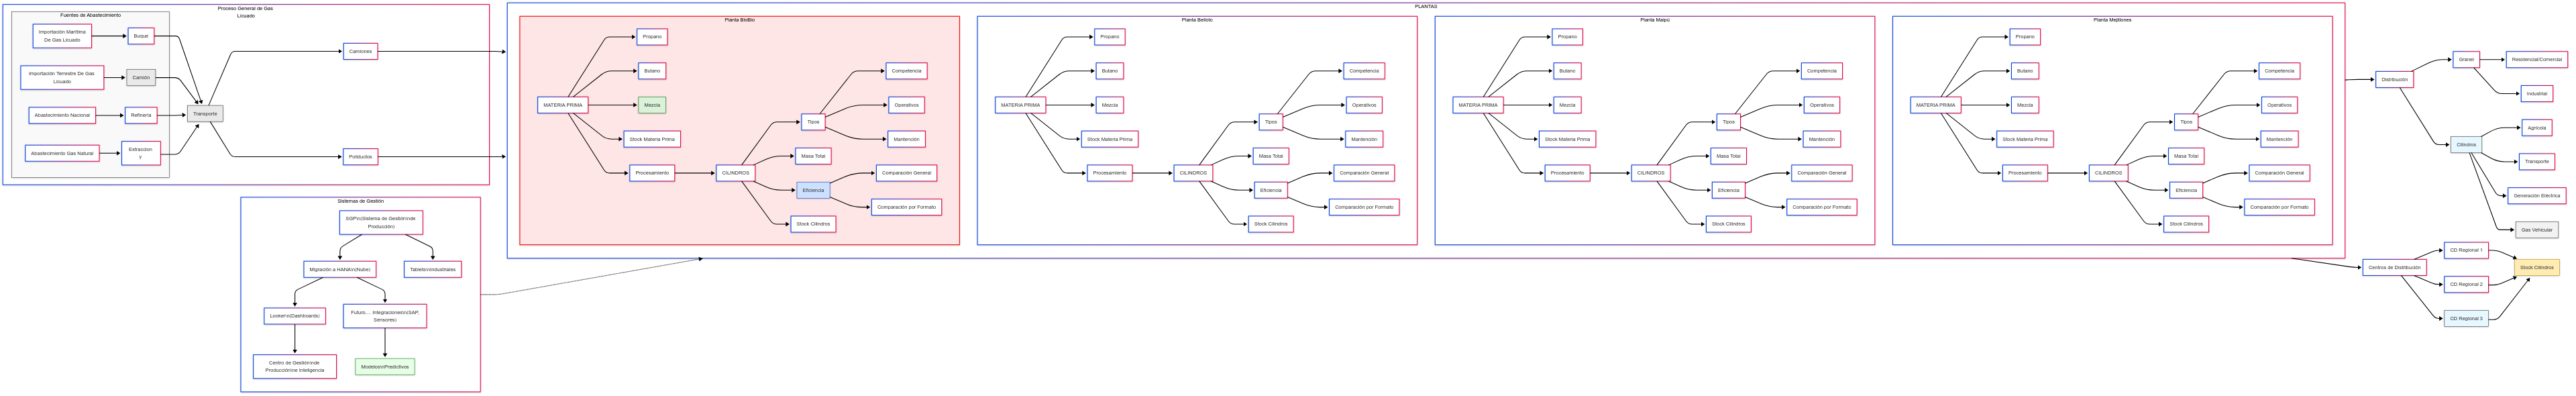 Proceso General de Gas
Licuado
Fuentes de Abastecimiento
Importación Marítima
De Gas Licuado
Buque
Importación Terrestre De Gas
Licuado
Camión
Abastecimiento Nacional
Refinería
Abastecimiento Gas Natural
Extraccion
y
Transporte
Camiones
Poliductos
Sistemas de Gestión
SGP\n(Sistema de Gestión\nde
Producción)
Migración a HANA\n(Nube)
Tablets\nIndustriales
Looker\n(Dashboards)
Futuro.... Integraciones\n(SAP,
Sensores)
Centro de Gestión\nde
Producción\ne Inteligencia
Modelos\nPredictivos
PLANTAS
Planta BioBio
MATERIA PRIMA
Propano
Butano
Mezcla
Stock Materia Prima
Procesamiento
CILINDROS
Tipos
Masa Total
Eficiencia
Stock Cilindros
Competencia
Operativos
Mantención
Comparación General
Comparación por Formato
Planta Belloto
MATERIA PRIMA
Propano
Butano
Mezcla
Stock Materia Prima
Procesamiento
CILINDROS
Tipos
Masa Total
Eficiencia
Stock Cilindros
Competencia
Operativos
Mantención
Comparación General
Comparación por Formato
Planta Maipú
MATERIA PRIMA
Propano
Butano
Mezcla
Stock Materia Prima
Procesamiento
CILINDROS
Tipos
Masa Total
Eficiencia
Stock Cilindros
Competencia
Operativos
Mantención
Comparación General
Comparación por Formato
Planta Mejillones
MATERIA PRIMA
Propano
Butano
Mezcla
Stock Materia Prima
Procesamiento
CILINDROS
Tipos
Masa Total
Eficiencia
Stock Cilindros
Competencia
Operativos
Mantención
Comparación General
Comparación por Formato
Distribución
Granel
Residencial/Comercial
Industrial
Cilindros
Agrícola
Transporte
Generación Eléctrica
Gas Vehicular
Centros de Distribución
CD Regional 1
CD Regional 2
CD Regional 3
Stock Cilindros